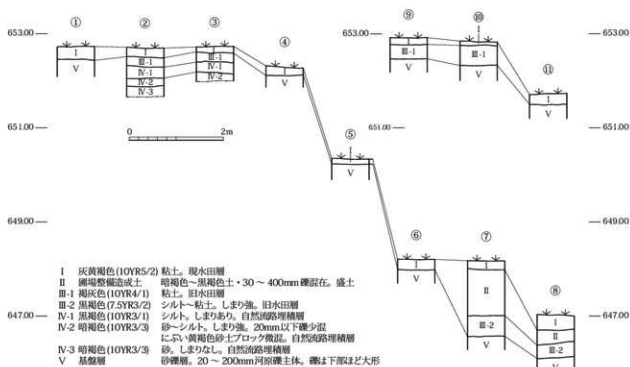 ① ② ③ ④ ⑨ ⑩ ⑪
653.00 653.00 653.00
I I I I I I I
III-1 III-1 III-1 III-1
V IV-1 IV-1 V V V V
IV-2 IV-2
IV-3
651.00 651.00 651.00
0 2m
⑤
I
V
649.00 649.00
⑥ ⑦ ⑧
I I I
V II II
III-2 III-2
V V
647.00 647.00
I 灰黄褐色(10YR5/2) 粘土。現水田層
II 圃場整備造成土 暗褐色~黒褐色土・30~400mm礫混在。盛土
III-1 褐灰色(10YR4/1) 粘土。旧水田層
III-2 黒褐色(7.5YR3/2) シルト~粘土。しまり強。旧水田層
IV-1 黒褐色(10YR3/1) シルト。しまりあり。自然流路埋積層
IV-2 暗褐色(10YR3/3) 砂~シルト。しまり強。20mm以下礫少混
にぶい黄褐色砂土ブロック微混。自然流路埋積層
IV-3 暗褐色(10YR3/3) 砂。しまりなし。自然流路埋積層
V 基盤層 砂礫層。20~200mm河原礫主体。礫は下部ほど大形